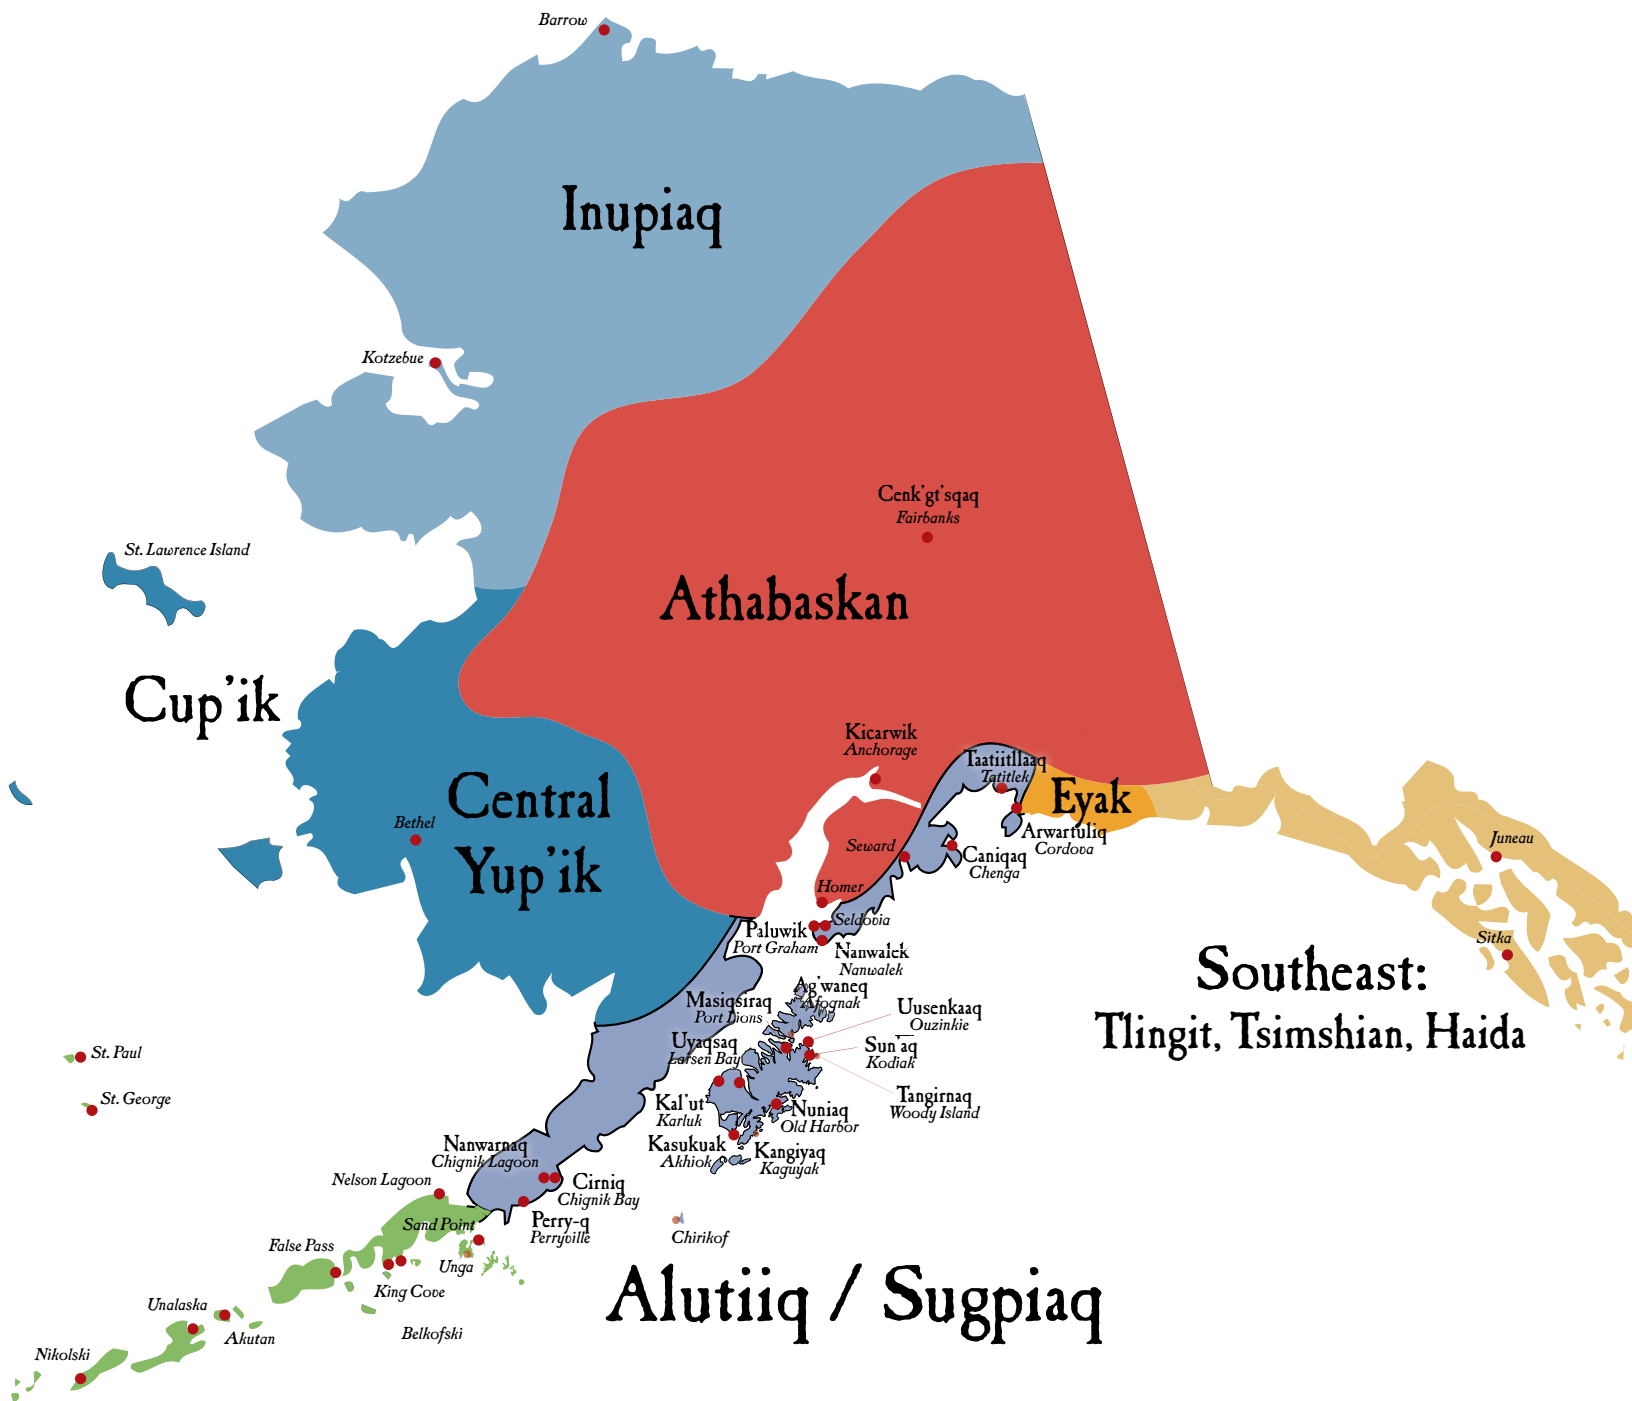 Barrow
Inupiaq
Kotzebue
Cenk'gt'sqaq
Fairbanks
St. Lawrence Island
Athabaskan
Cup'ik
Kicarwik
Anchorage
Taatiitllaaq
Tatitlek
Central
Yup'ik
Eyak
Bethel
Arwartuliq
Cordova
Seward
Caniqaq
Chenga
Juneau
Homer
Seldovia
Paluwik
Port Graham
Nanwalek
Nanwalek
Sitka
Southeast:
Tlingit, Tsimshian, Haida
Ag'waneq
Afognak
Masiqsiraq
Port Lions
Uusenkaaq
Ouzinkie
Uyaqsaq
Larsen Bay
Sun'aq
Kodiak
St. Paul
St. George
Kal'ut
Karluk
Nuniaq
Old Harbor
Tangirnaq
Woody Island
Kasukuak
Akhiok
Kangiyaq
Kaguyak
Nanwarnaq
Chignik Lagoon
Nelson Lagoon
Cirniq
Chignik Bay
Sand Point
Perry-q
Perryville
Chirikof
False Pass
Unga
King Cove
Alutiiq / Sugpiaq
Unalaska
Akutan
Belkofski
Nikolski